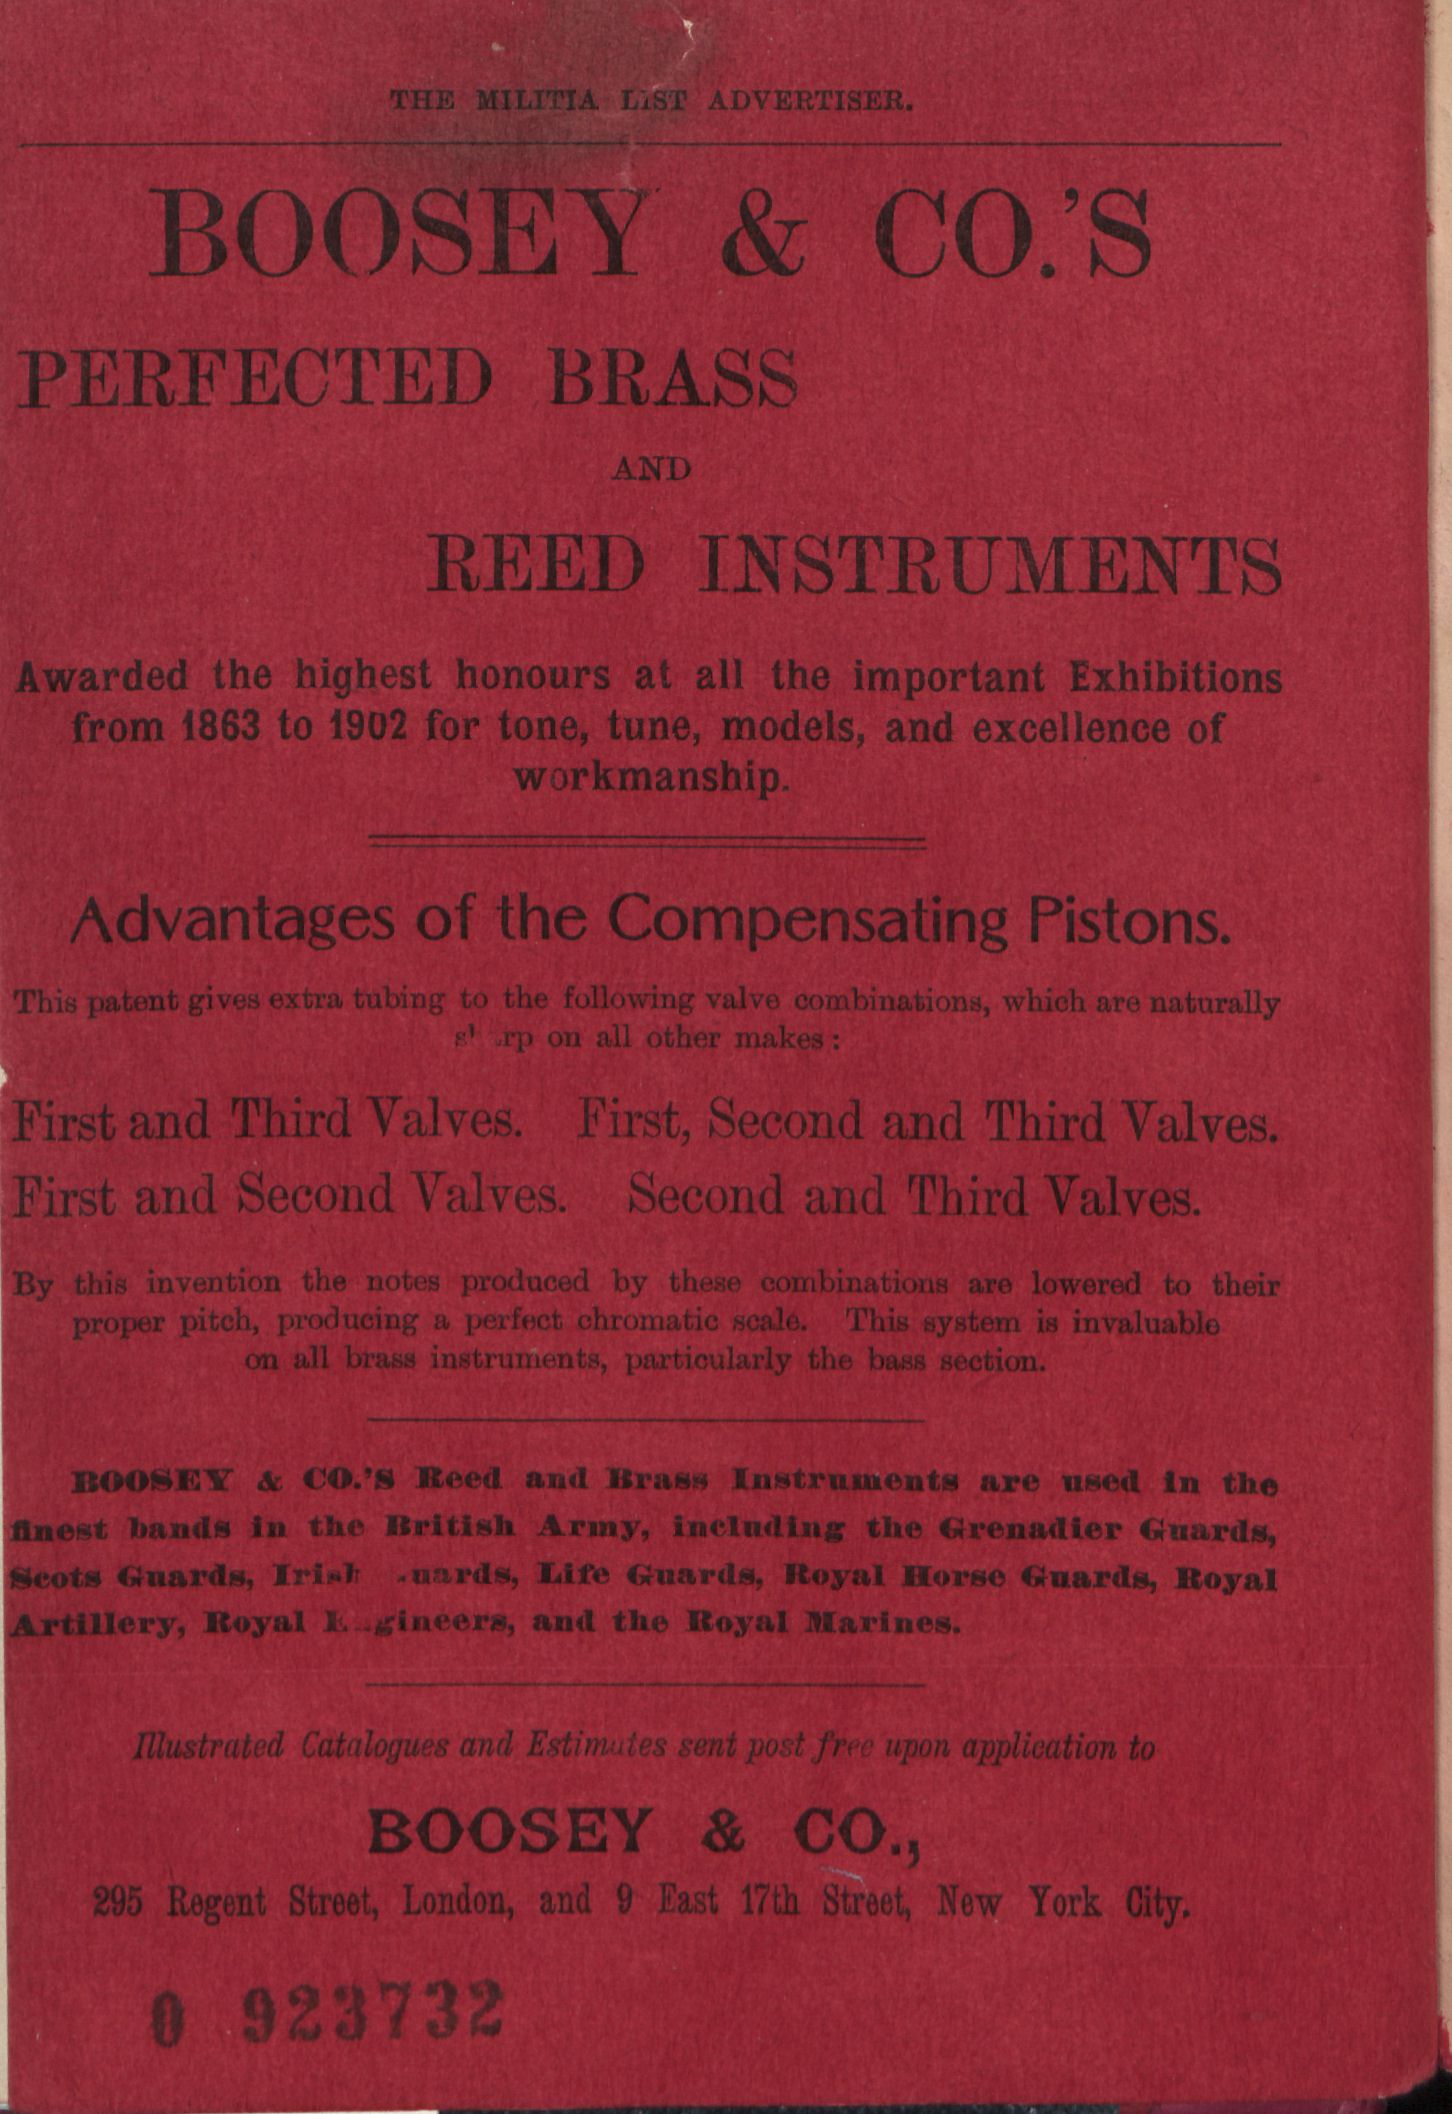 THE MILITIA LIST ADVERTISER.
BOOSEY & CO.'S
PERFECTED BRASS
AND
REED INSTRUMENTS
Awarded the highest honours at all the important Exhibitions
from 1863 to 1902 for tone, tune, models, and excellence of
workmanship.
Advantages of the Compensating Pistons.
This patent gives extra tubing to the following valve combinations, which are naturally
sharp on all other makes:
First and Third Valves. First, Second and Third Valves.
First and Second Valves. Second and Third Valves.
By this invention the notes produced by these combinations are lowered to their
proper pitch, producing a perfect chromatic scale. This system is invaluable
on all brass instruments, particularly the bass section.
BOOSEY & CO.'S Reed and Brass Instruments are used in the
finest bands in the British Army, including the Grenadier Guards,
Scots Guards, Irish Guards, Life Guards, Royal Horse Guards, Royal
Artillery, Royal Engineers, and the Royal Marines.
Illustrated Catalogues and Estimates sent post free upon application to
BOOSEY & CO.,
295 Regent Street, London, and 9 East 17th Street, New York City.
0 923732